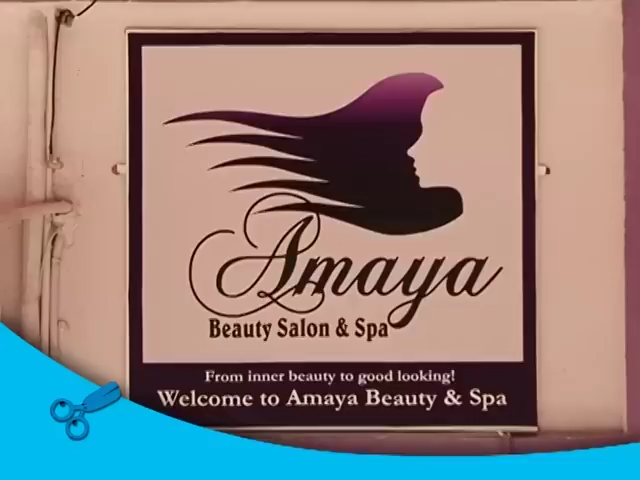 Amaya
Beauty Salon & Spa
From inner beauty to good looking!
Welcome to Amaya Beauty & Spa